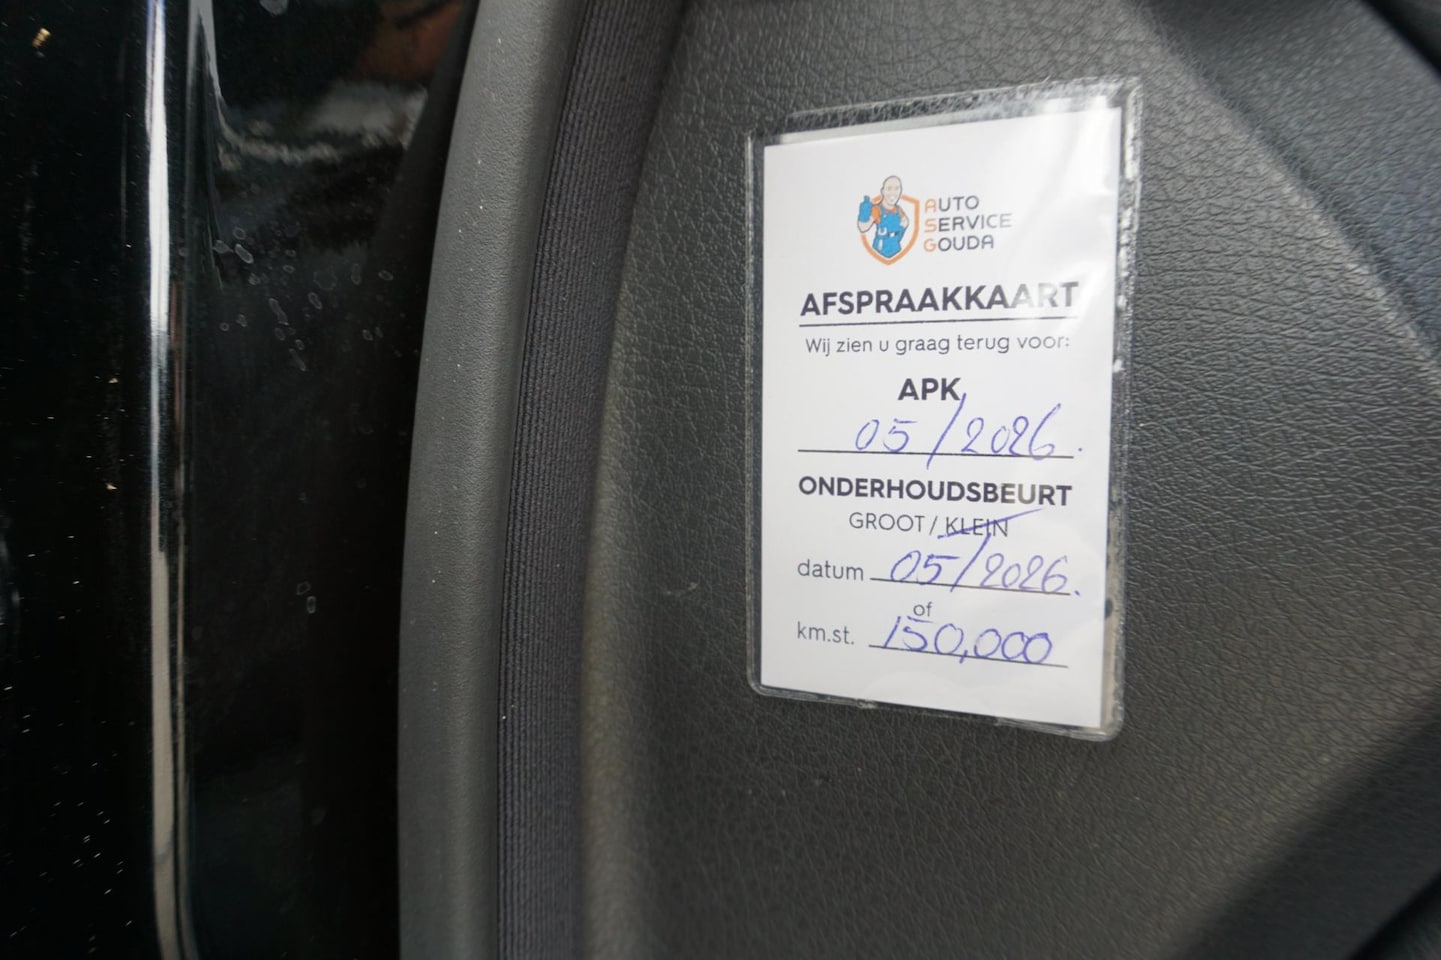 AUTO
SERVICE
GOUDA
AFSPRAAKKAART
Wij zien u graag terug voor:
APK
05/2026.
ONDERHOUDSBEURT
GROOT / KLEIN
datum 05/2026.
of
km.st. 150,000